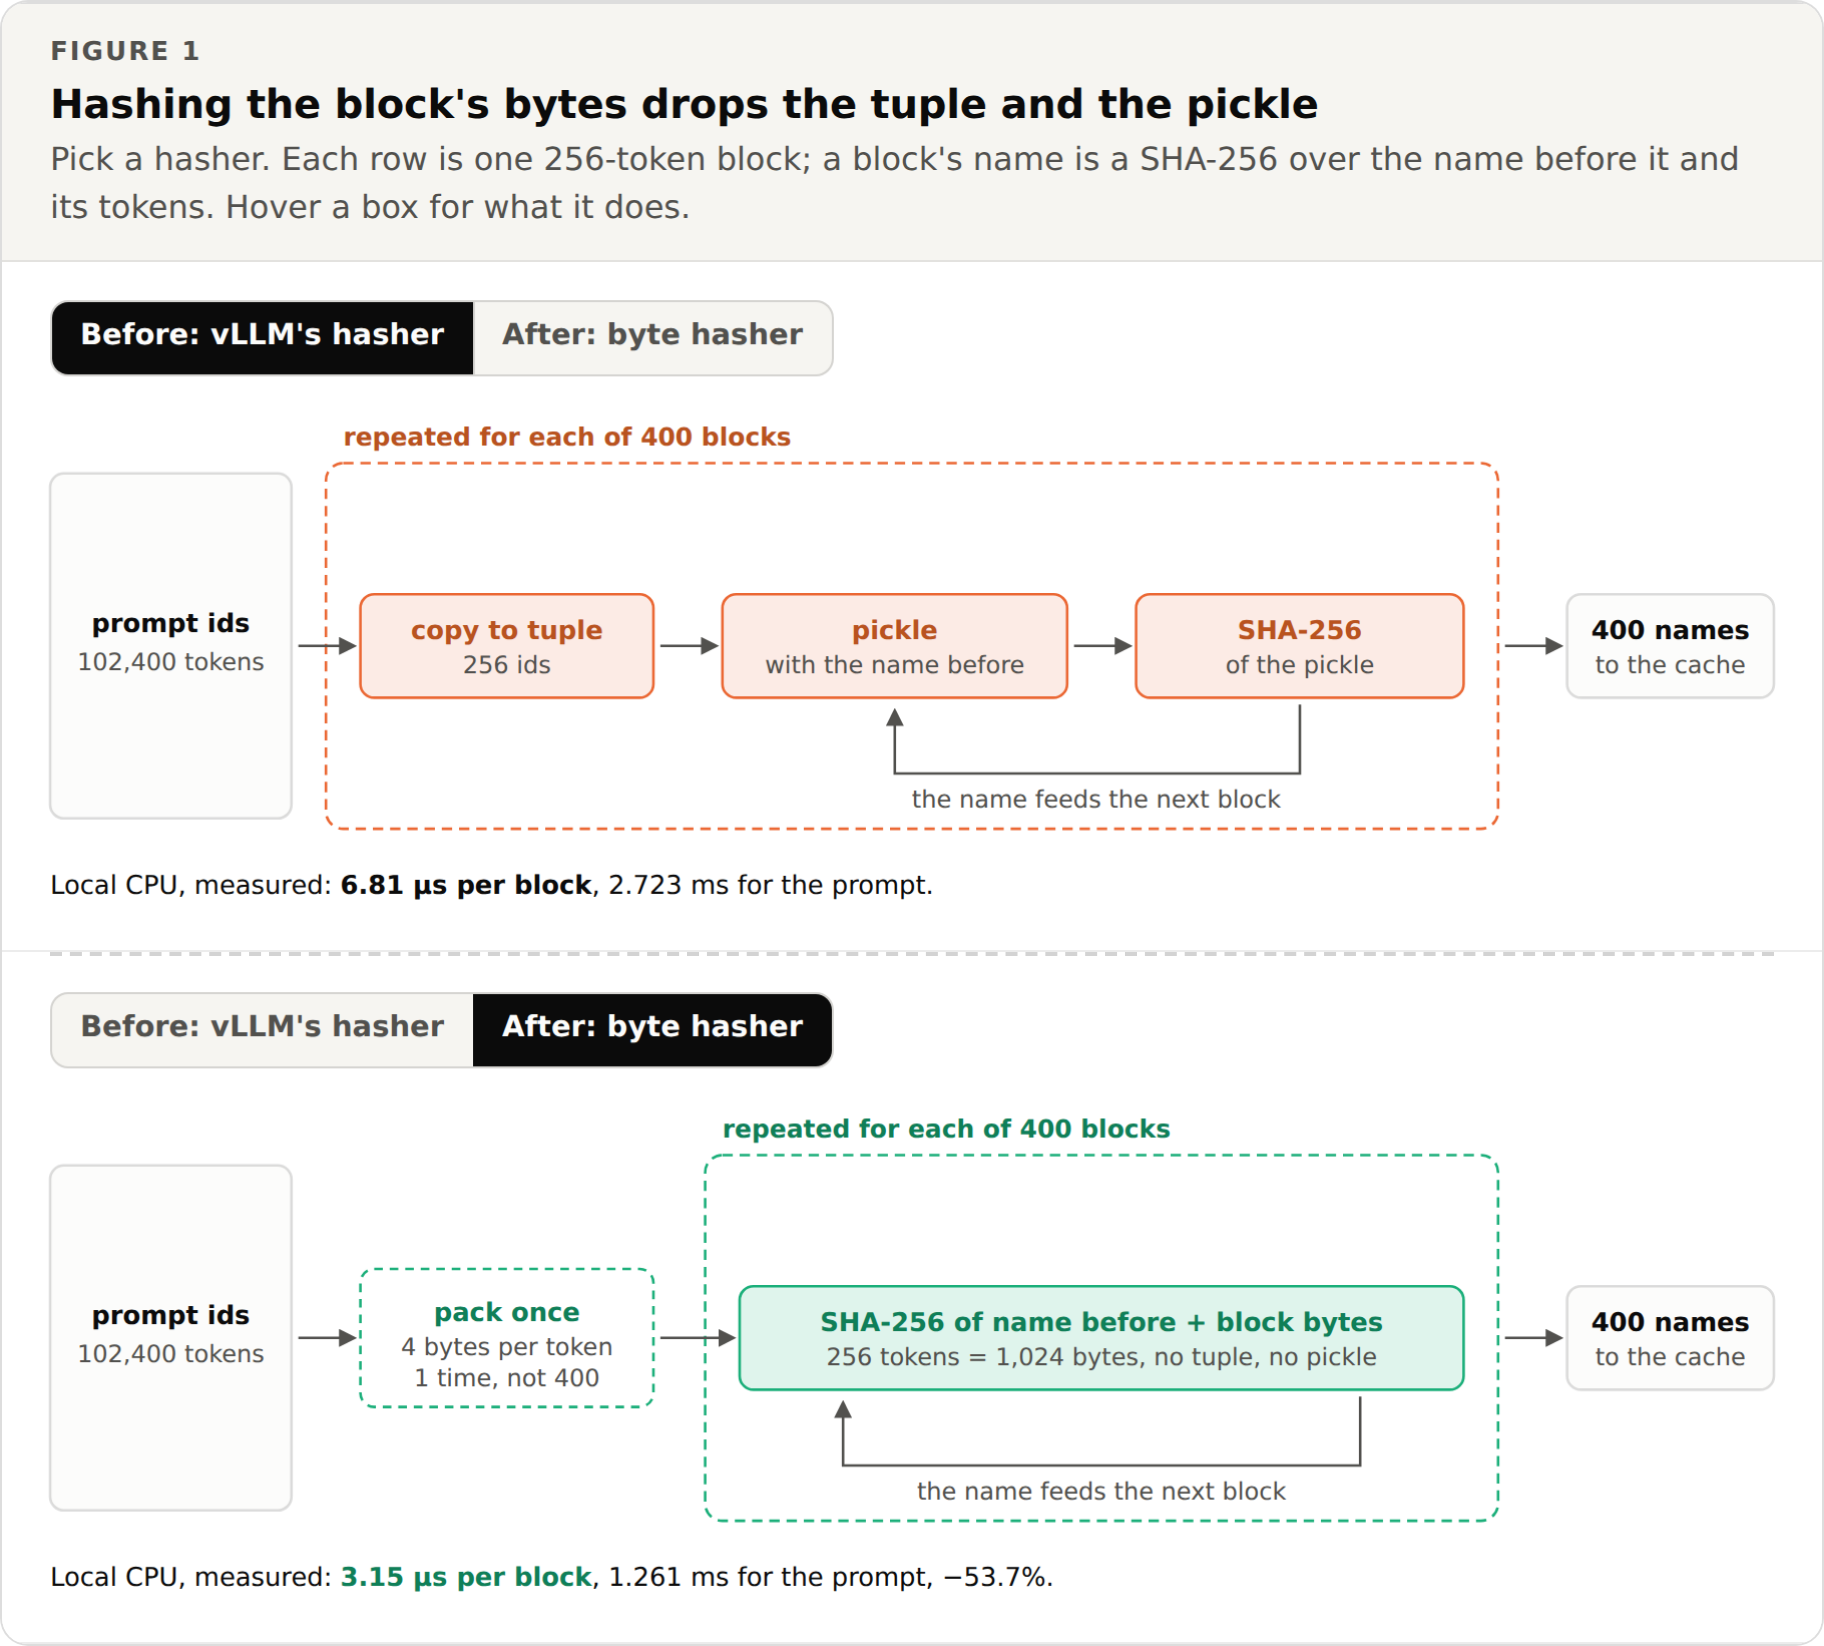 FIGURE 1
Hashing the block's bytes drops the tuple and the pickle
Pick a hasher. Each row is one 256-token block; a block's name is a SHA-256 over the name before it and
its tokens. Hover a box for what it does.
Before: vLLM's hasher
After: byte hasher
repeated for each of 400 blocks
prompt ids
102,400 tokens
copy to tuple
256 ids
pickle
with the name before
SHA-256
of the pickle
400 names
to the cache
the name feeds the next block
Local CPU, measured: 6.81 µs per block, 2.723 ms for the prompt.
Before: vLLM's hasher
After: byte hasher
repeated for each of 400 blocks
prompt ids
102,400 tokens
pack once
4 bytes per token
1 time, not 400
SHA-256 of name before + block bytes
256 tokens = 1,024 bytes, no tuple, no pickle
400 names
to the cache
the name feeds the next block
Local CPU, measured: 3.15 µs per block, 1.261 ms for the prompt, −53.7%.